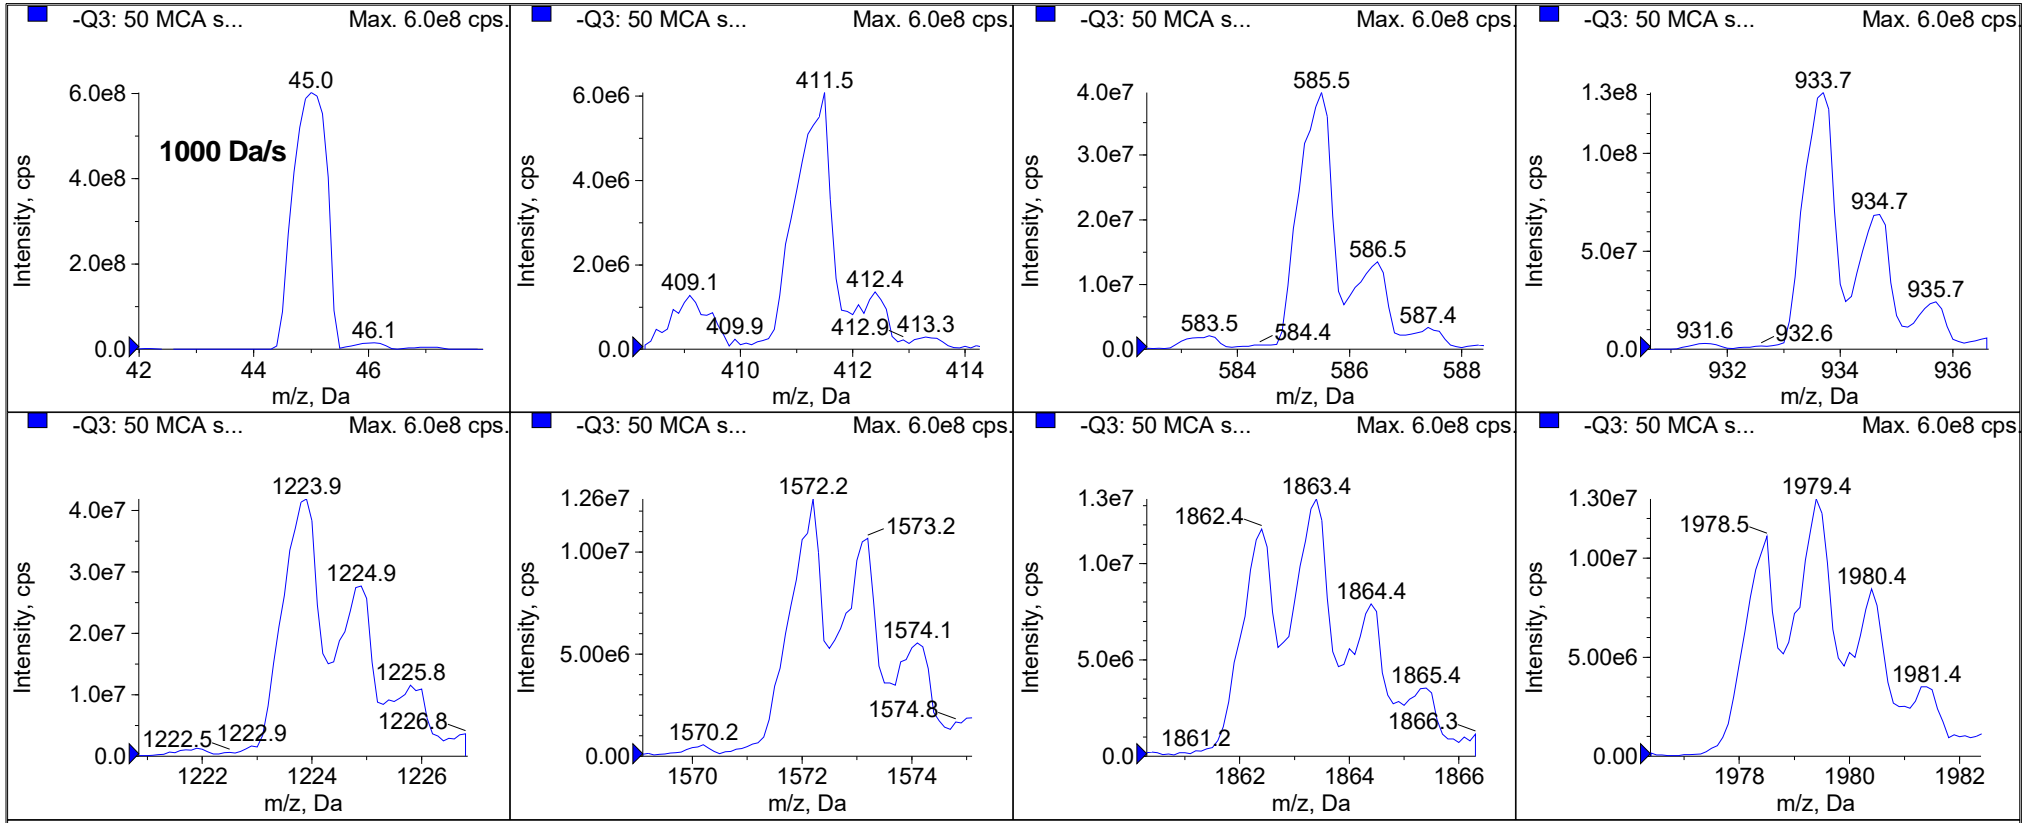 -Q3: 50 MCA s... Max. 6.0e8 cps.
45.0
6.0e8
1000 Da/s
4.0e8
2.0e8
46.1
0.0
42 44 46
m/z, Da
Intensity, cps
-Q3: 50 MCA s... Max. 6.0e8 cps.
411.5
6.0e6
4.0e6
2.0e6
409.1
412.4
409.9
412.9
413.3
0.0
410 412 414
m/z, Da
Intensity, cps
-Q3: 50 MCA s... Max. 6.0e8 cps.
585.5
4.0e7
3.0e7
2.0e7
586.5
1.0e7
583.5
584.4
587.4
0.0
584 586 588
m/z, Da
Intensity, cps
-Q3: 50 MCA s... Max. 6.0e8 cps.
933.7
1.3e8
1.0e8
934.7
5.0e7
935.7
931.6
932.6
0.0
932 934 936
m/z, Da
Intensity, cps
-Q3: 50 MCA s... Max. 6.0e8 cps.
1223.9
4.0e7
3.0e7
1224.9
2.0e7
1225.8
1.0e7
1222.5
1222.9
1226.8
0.0
1222 1224 1226
m/z, Da
Intensity, cps
-Q3: 50 MCA s... Max. 6.0e8 cps.
1572.2
1.26e7
1573.2
1.00e7
1574.1
5.00e6
1574.8
1570.2
0.00
1570 1572 1574
m/z, Da
Intensity, cps
-Q3: 50 MCA s... Max. 6.0e8 cps.
1863.4
1.3e7
1862.4
1.0e7
1864.4
5.0e6
1865.4
1866.3
1861.2
0.0
1862 1864 1866
m/z, Da
Intensity, cps
-Q3: 50 MCA s... Max. 6.0e8 cps.
1979.4
1.30e7
1978.5
1.00e7
1980.4
5.00e6
1981.4
0.00
1978 1980 1982
m/z, Da
Intensity, cps